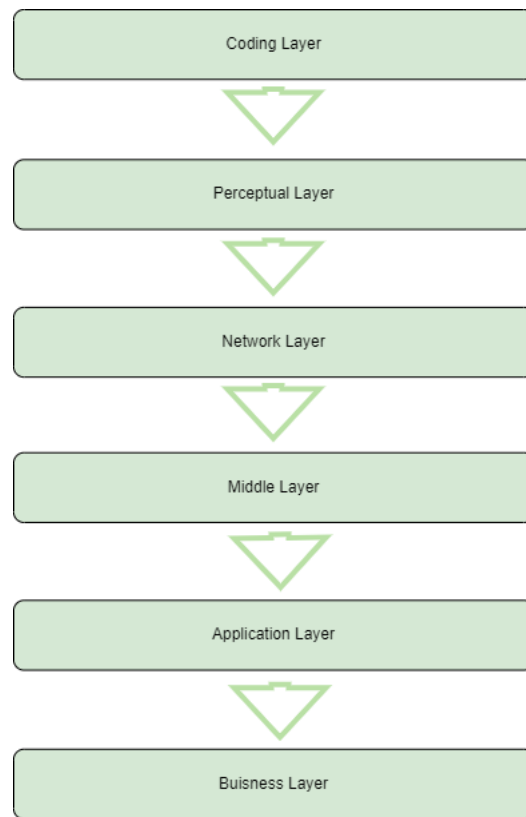 Coding Layer
Perceptual Layer
Network Layer
Middle Layer
Application Layer
Buisness Layer